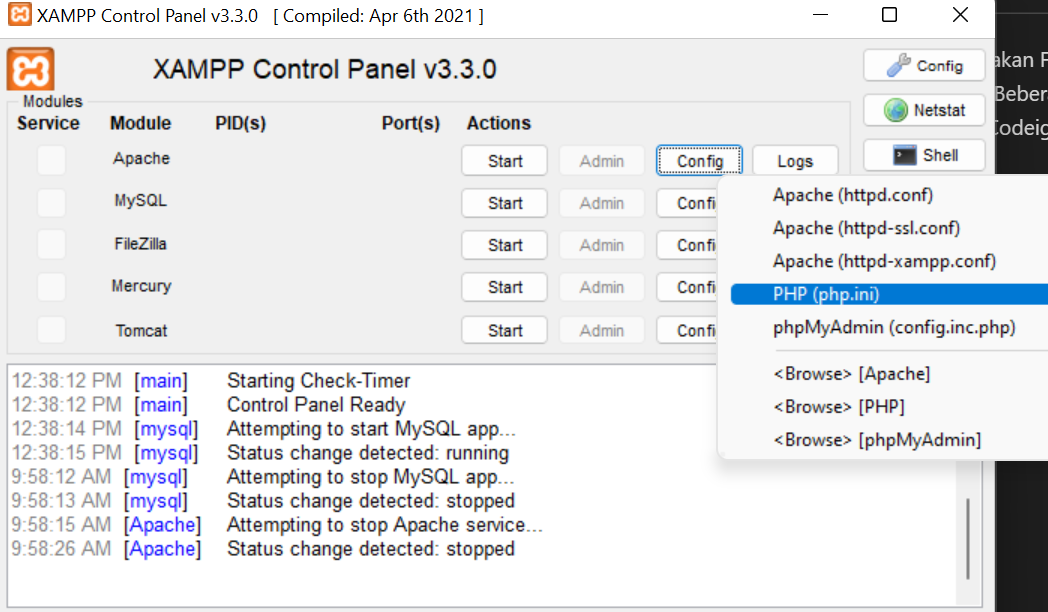 XAMPP Control Panel v3.3.0 [ Compiled: Apr 6th 2021 ]
XAMPP Control Panel v3.3.0
Config
Netstat
Shell
Modules
Service Module PID(s) Port(s) Actions
Apache Start Admin Config Logs
MySQL Start Admin Confi
FileZilla Start Admin Confi
Mercury Start Admin Confi
Tomcat Start Admin Confi
Apache (httpd.conf)
Apache (httpd-ssl.conf)
Apache (httpd-xampp.conf)
PHP (php.ini)
phpMyAdmin (config.inc.php)
<Browse> [Apache]
<Browse> [PHP]
<Browse> [phpMyAdmin]
12:38:12 PM [main] Starting Check-Timer
12:38:12 PM [main] Control Panel Ready
12:38:14 PM [mysql] Attempting to start MySQL app...
12:38:15 PM [mysql] Status change detected: running
9:58:12 AM [mysql] Attempting to stop MySQL app...
9:58:13 AM [mysql] Status change detected: stopped
9:58:15 AM [Apache] Attempting to stop Apache service...
9:58:26 AM [Apache] Status change detected: stopped